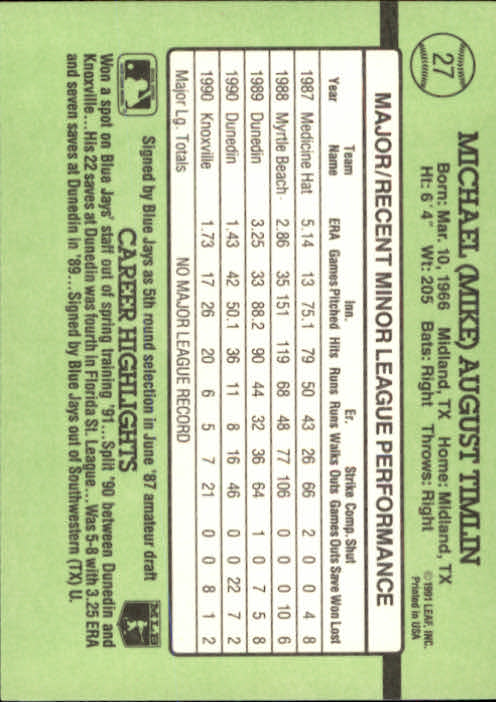 27
MICHAEL (MIKE) AUGUST TIMLIN
Born: Mar. 10, 1966 Midland, TX Home: Midland, TX
Ht: 6'4" Wt: 205 Bats: Right Throws: Right
© 1991 LEAF, INC.
Printed in USA
MAJOR/RECENT MINOR LEAGUE PERFORMANCE
Team Inn. Er. Strike Comp. Shut
Year Name ERA Games Pitched Hits Runs Runs Walks Outs Games Outs Save Won Lost
1987 Medicine Hat 5.14 13 75.1 79 50 43 26 66 2 0 0 4 8
1988 Myrtle Beach 2.86 35 151 119 68 48 77 106 0 0 0 10 6
1989 Dunedin 3.25 33 88.2 90 44 32 36 64 1 0 7 5 8
1990 Dunedin 1.43 42 50.1 36 11 8 16 46 0 0 22 7 2
1990 Knoxville 1.73 17 26 20 6 5 7 21 0 0 8 1 2
Major Lg. Totals NO MAJOR LEAGUE RECORD
Signed by Blue Jays as 5th round selection in June '87 amateur draft
CAREER HIGHLIGHTS
MLB
Won a spot on Blue Jays' staff out of spring training '91...Split '90 between Dunedin and
Knoxville...His 22 saves at Dunedin was fourth in Florida St. League...Was 5-8 with 3.25 ERA
and seven saves at Dunedin in '89...Signed by Blue Jays out of Southwestern (TX) U.